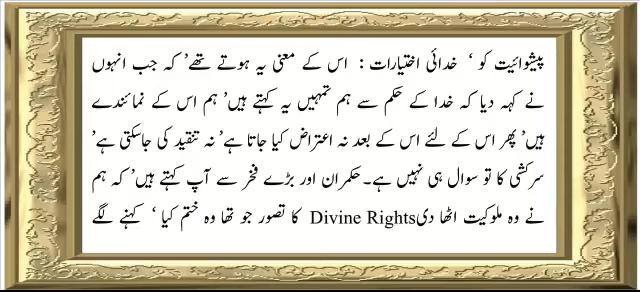 پیشوائیت کو ‘ خدائی اختیارات : اس کے معنی یہ ہوتے تھے’ کہ جب انہوں
نے کہہ دیا کہ خدا کے حکم سے ہم تمہیں یہ کہتے ہیں’ ہم اس کے نمائندے
ہیں’ پھر اس کے لئے اس کے بعد نہ اعتراض کیا جاتا ہے’ نہ تنقید کی جاسکتی ہے’
سرکشی کا تو سوال ہی نہیں ہے۔حکمران اور بڑے فخر سے آپ کہتے ہیں’ کہ ہم
نے وہ ملوکیت اٹھا دیDivine Rights کا تصور جو تھا وہ ختم کیا ‘ کہنے لگے